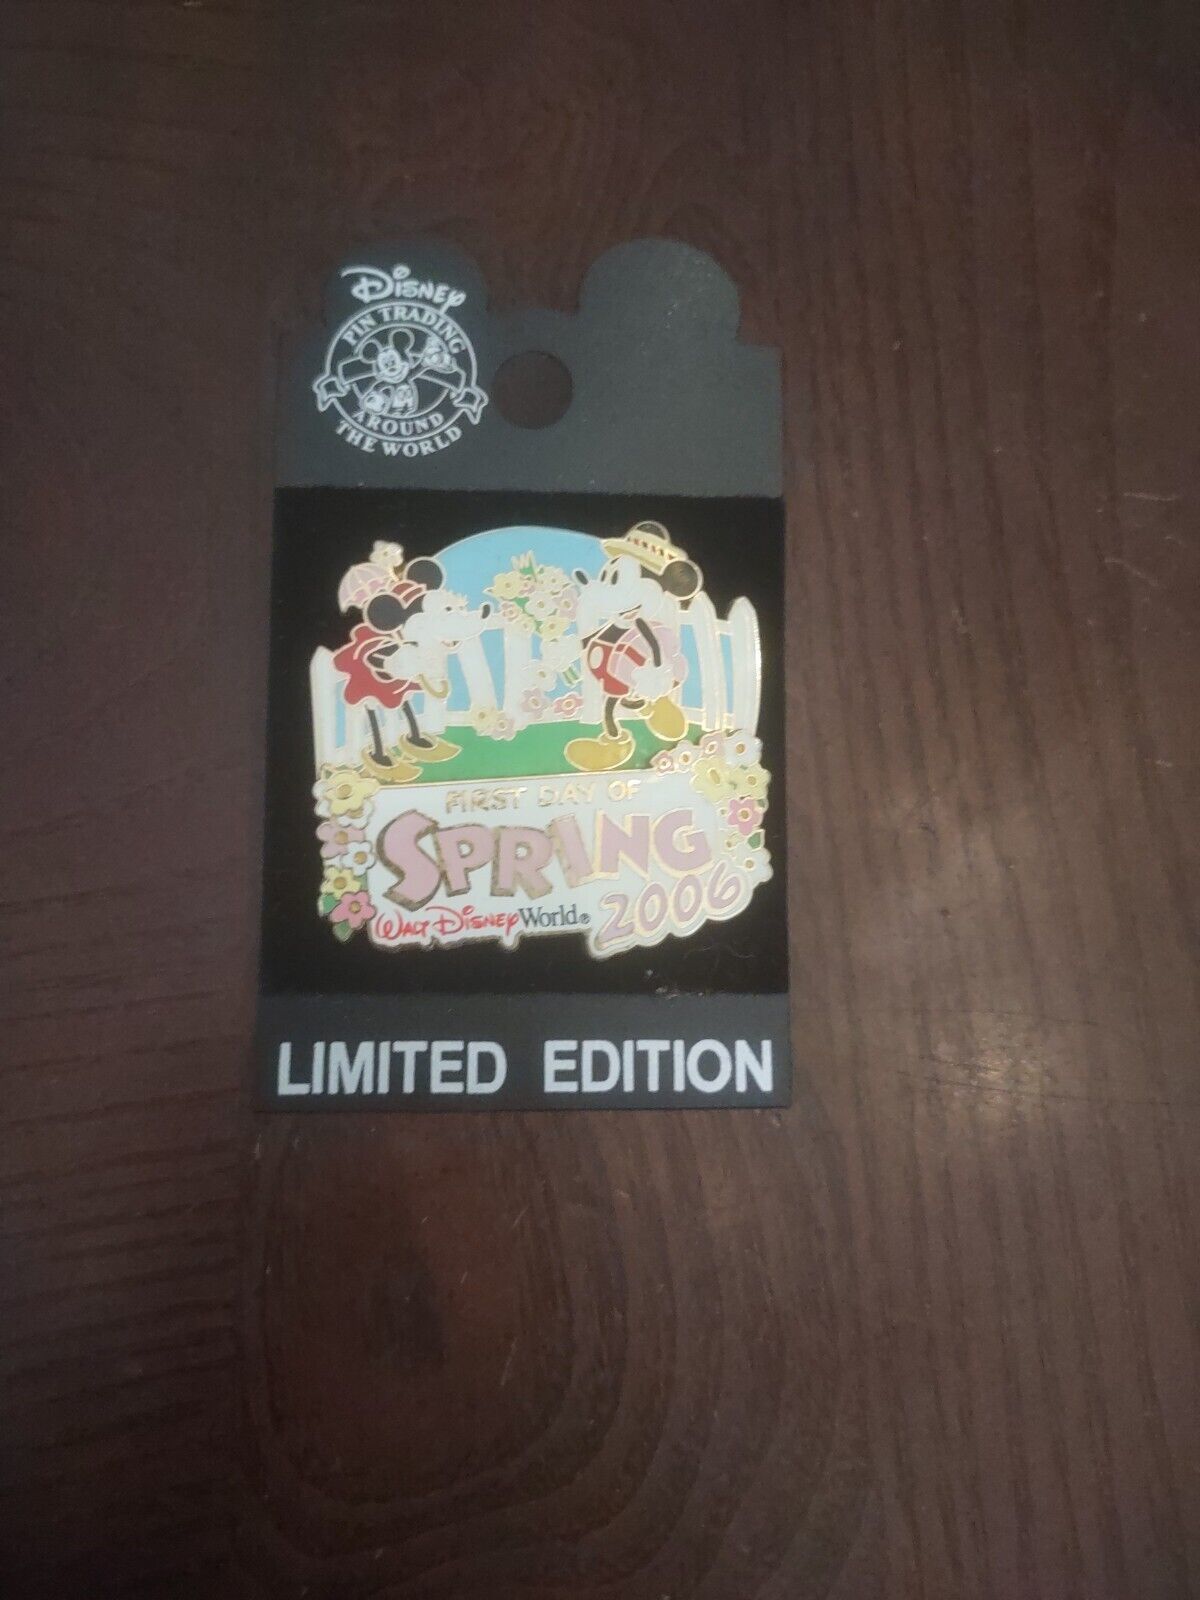 Disney
PIN TRADING
AROUND
THE WORLD
FIRST DAY OF
SPRING
2006
Walt Disney World®
LIMITED EDITION